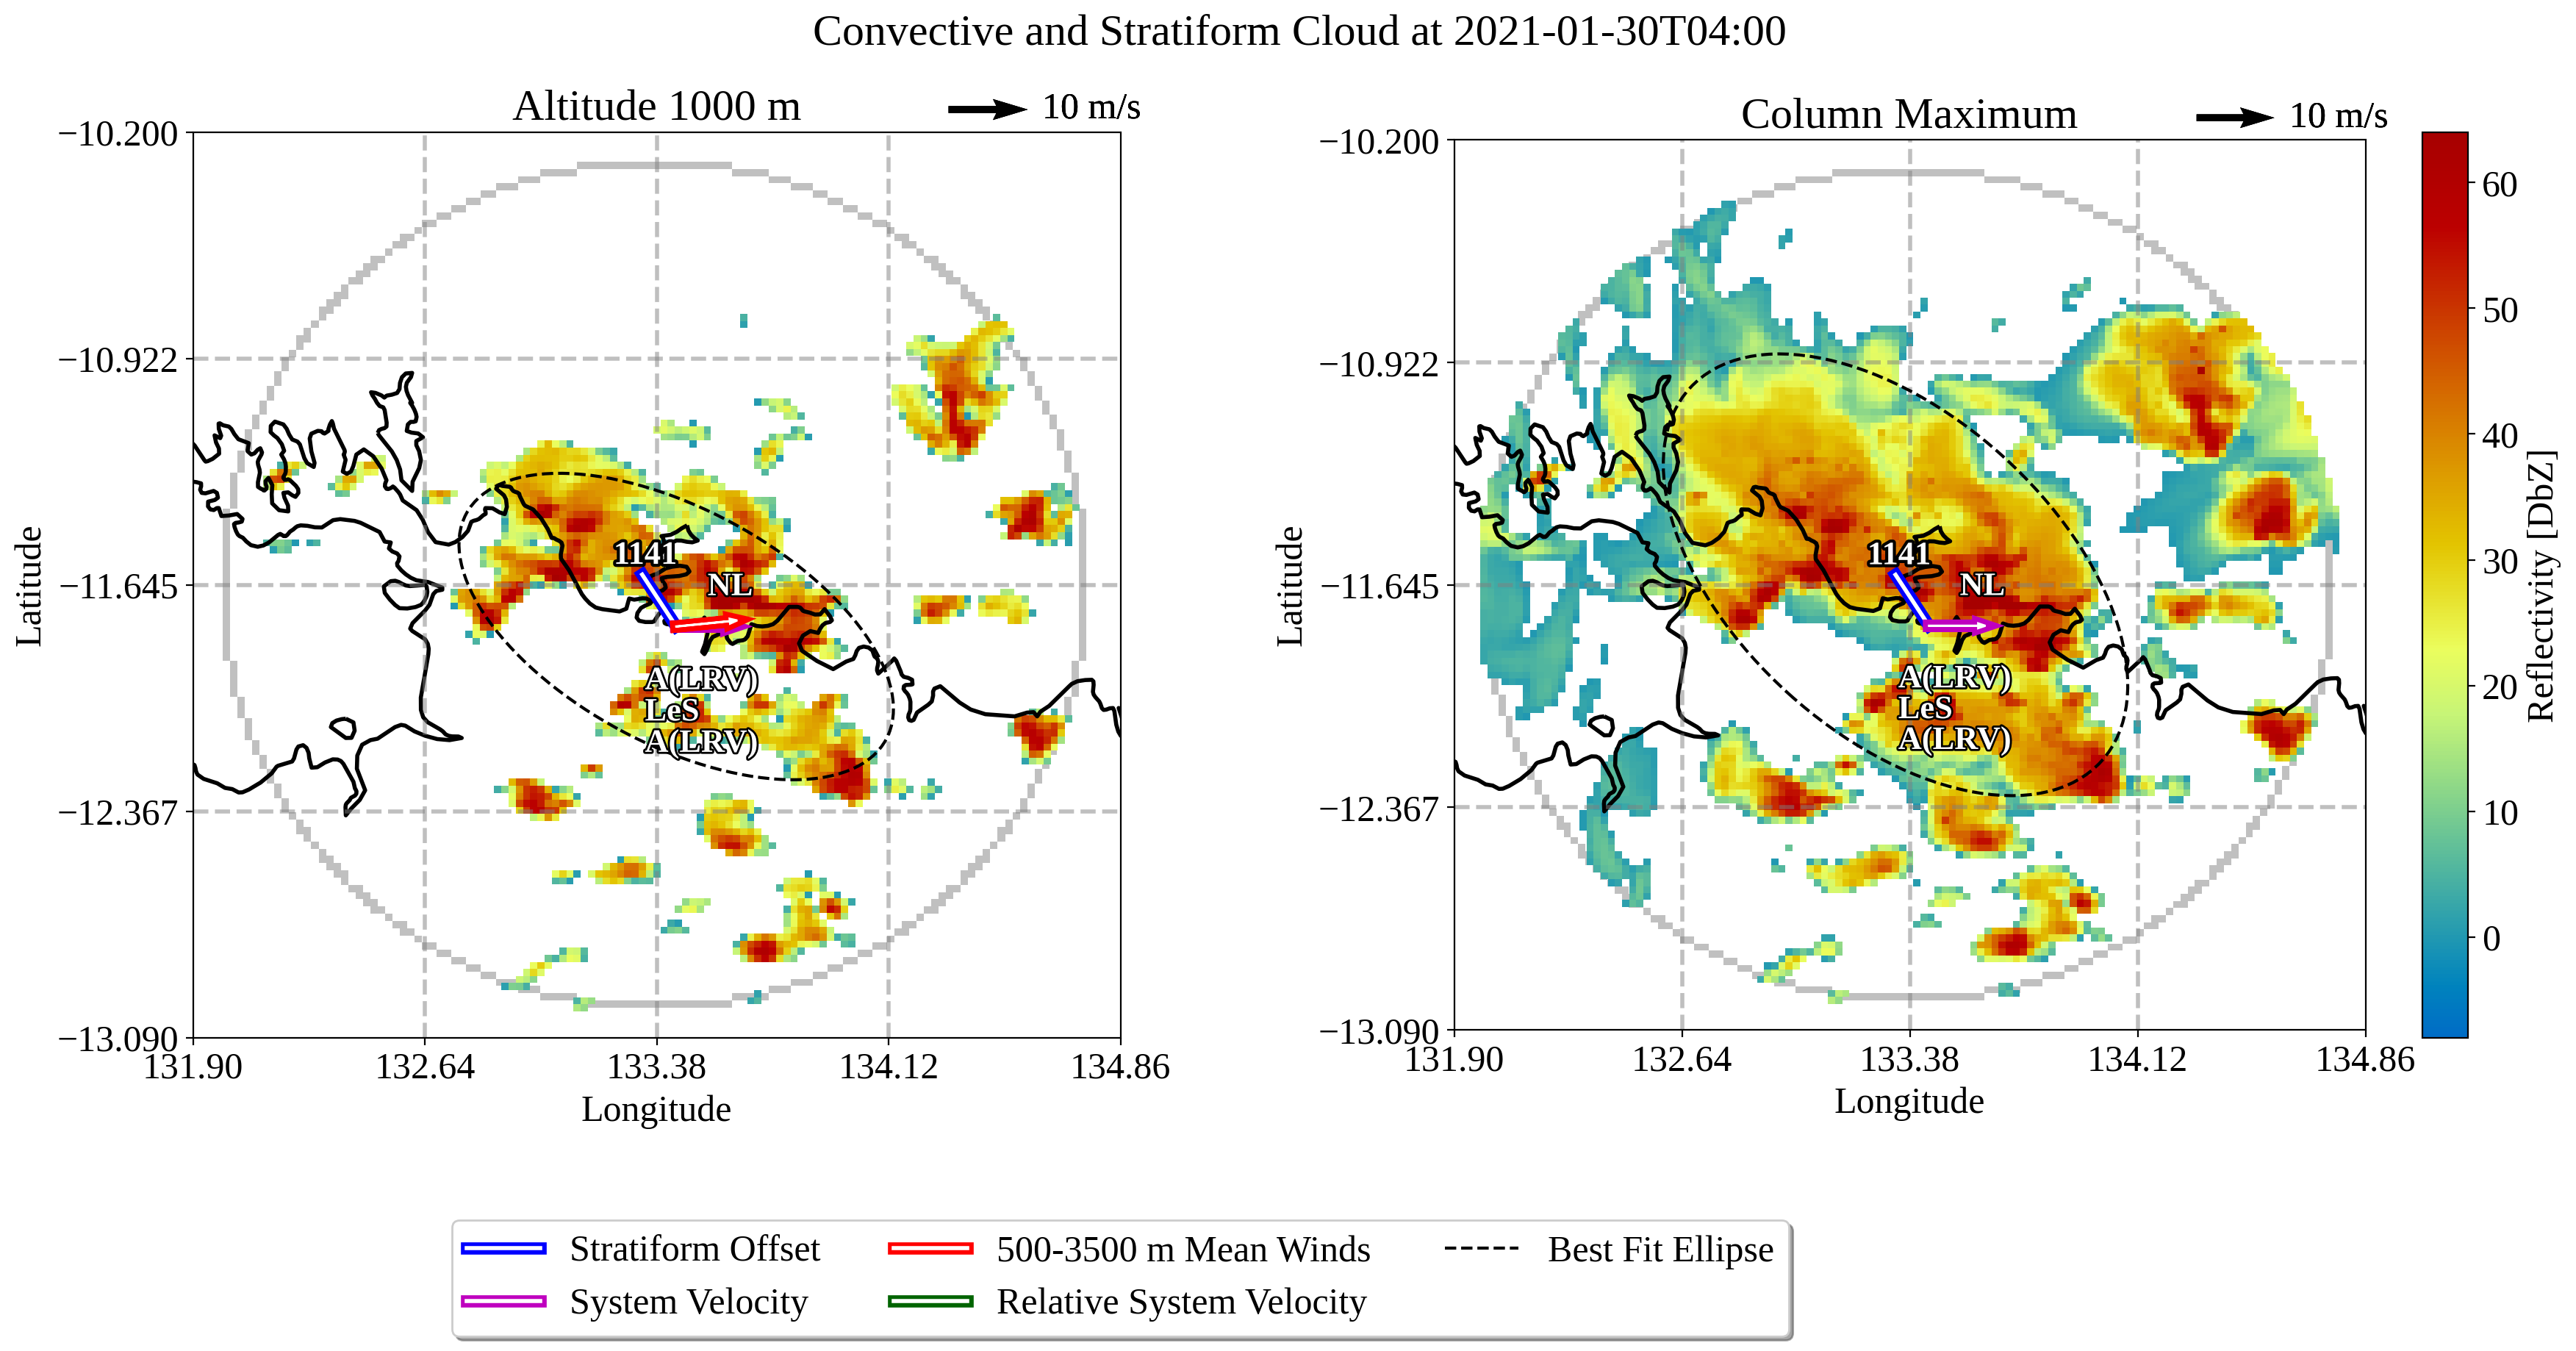 Convective and Stratiform Cloud at 2021-01-30T04:00
Altitude 1000 m
10 m/s
−10.200
−10.922
−11.645
−12.367
−13.090
Latitude
1141
NL
A(LRV)
LeS
A(LRV)
131.90
132.64
133.38
134.12
134.86
Longitude
Column Maximum
10 m/s
−10.200
−10.922
−11.645
−12.367
−13.090
Latitude
1141
NL
A(LRV)
LeS
A(LRV)
131.90
132.64
133.38
134.12
134.86
Longitude
60
50
40
30
20
10
0
Reflectivity [DbZ]
Stratiform Offset
System Velocity
500-3500 m Mean Winds
Relative System Velocity
Best Fit Ellipse